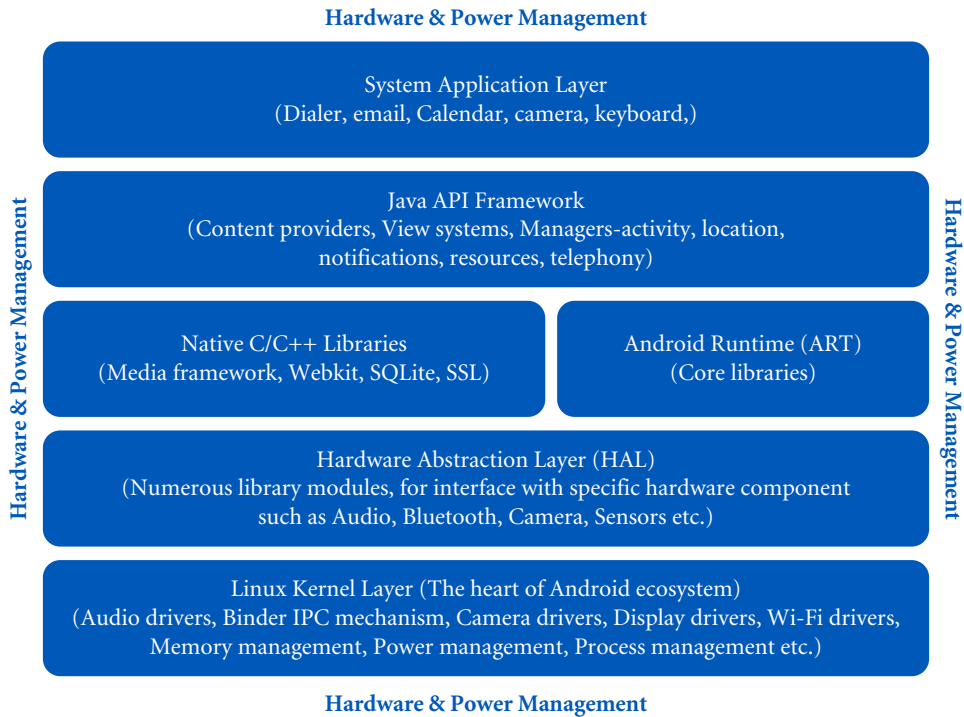 Hardware & Power Management
System Application Layer
(Dialer, email, Calendar, camera, keyboard,)
Hardware & Power Management
Java API Framework
(Content providers, View systems, Managers-activity, location,
notifications, resources, telephony)
Hardware & Power Management
Native C/C++ Libraries
(Media framework, Webkit, SQLite, SSL)
Android Runtime (ART)
(Core libraries)
Hardware Abstraction Layer (HAL)
(Numerous library modules, for interface with specific hardware component
such as Audio, Bluetooth, Camera, Sensors etc.)
Linux Kernel Layer (The heart of Android ecosystem)
(Audio drivers, Binder IPC mechanism, Camera drivers, Display drivers, Wi-Fi drivers,
Memory management, Power management, Process management etc.)
Hardware & Power Management